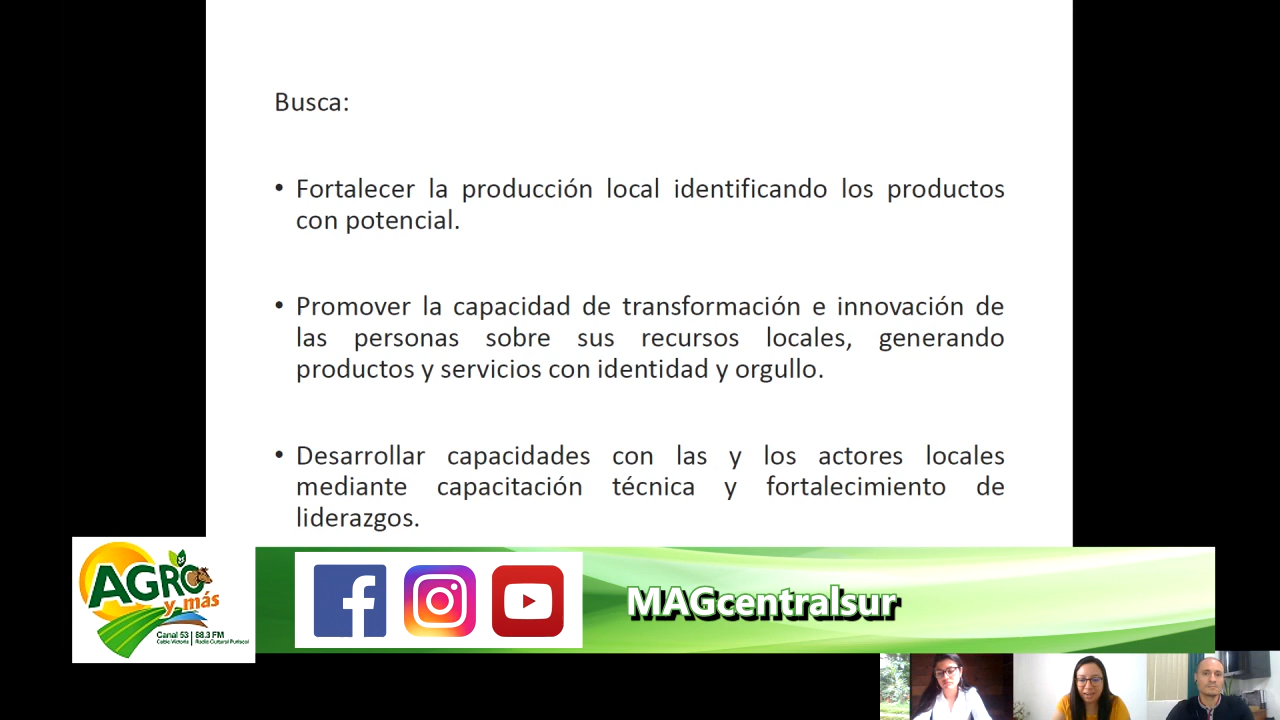 Busca:
• Fortalecer la producción local identificando los productos
con potencial.
• Promover la capacidad de transformación e innovación de
las personas sobre sus recursos locales, generando
productos y servicios con identidad y orgullo.
• Desarrollar capacidades con las y los actores locales
mediante capacitación técnica y fortalecimiento de
liderazgos.
AGRO
y más
Canal 53 | 88.3 FM
Cable Victoria | Radio Cultural Puriscal
MAGcentralsur